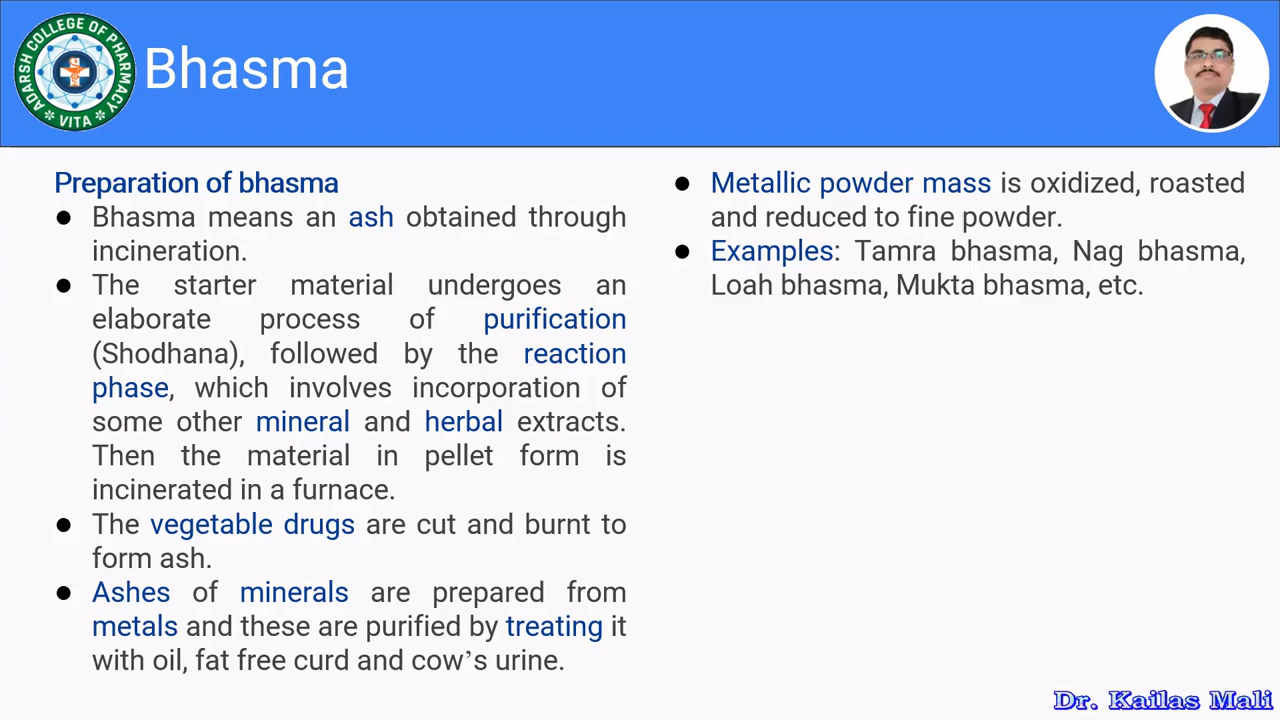 ADARSH COLLEGE OF PHARMACY
* VITA *
Bhasma
Preparation of bhasma
● Bhasma means an ash obtained through
incineration.
● The starter material undergoes an
elaborate process of purification
(Shodhana), followed by the reaction
phase, which involves incorporation of
some other mineral and herbal extracts.
Then the material in pellet form is
incinerated in a furnace.
● The vegetable drugs are cut and burnt to
form ash.
● Ashes of minerals are prepared from
metals and these are purified by treating it
with oil, fat free curd and cow’s urine.
● Metallic powder mass is oxidized, roasted
and reduced to fine powder.
● Examples: Tamra bhasma, Nag bhasma,
Loah bhasma, Mukta bhasma, etc.
Dr. Kailas Mali